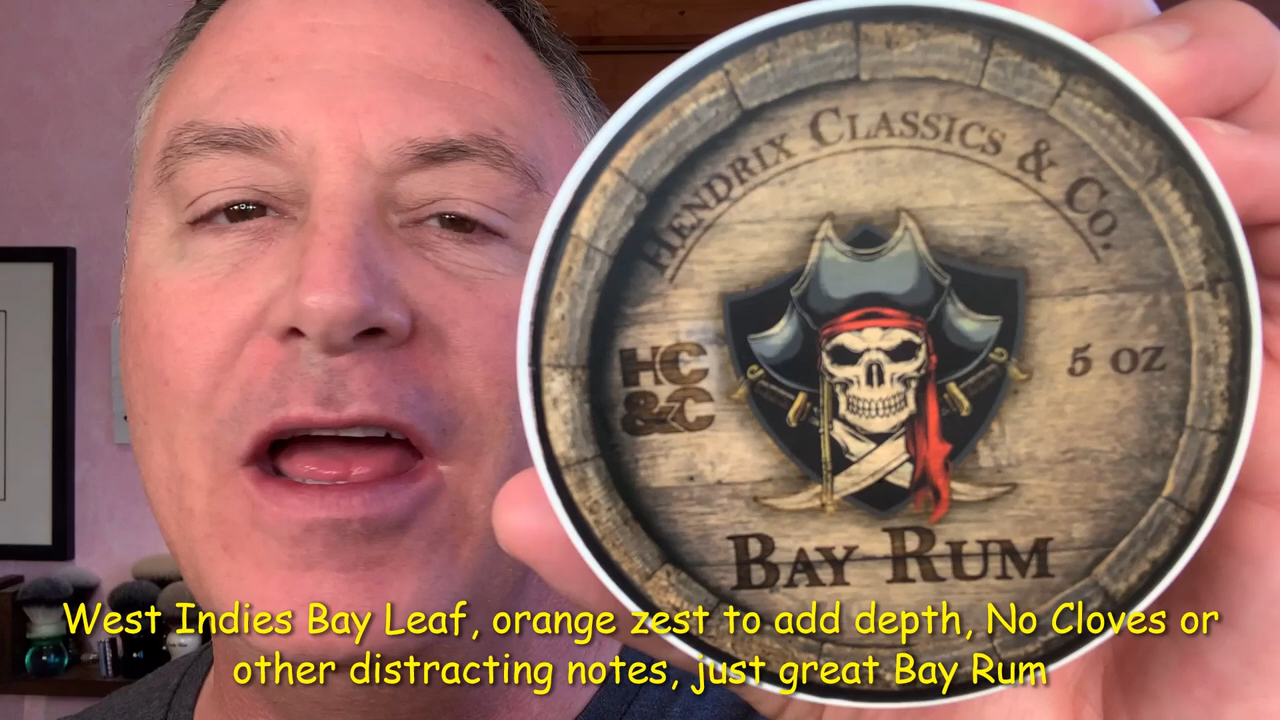 HENDRIX CLASSICS & CO.
HC
&C
5 OZ
BAY RUM
West Indies Bay Leaf, orange zest to add depth, No Cloves or
other distracting notes, just great Bay Rum